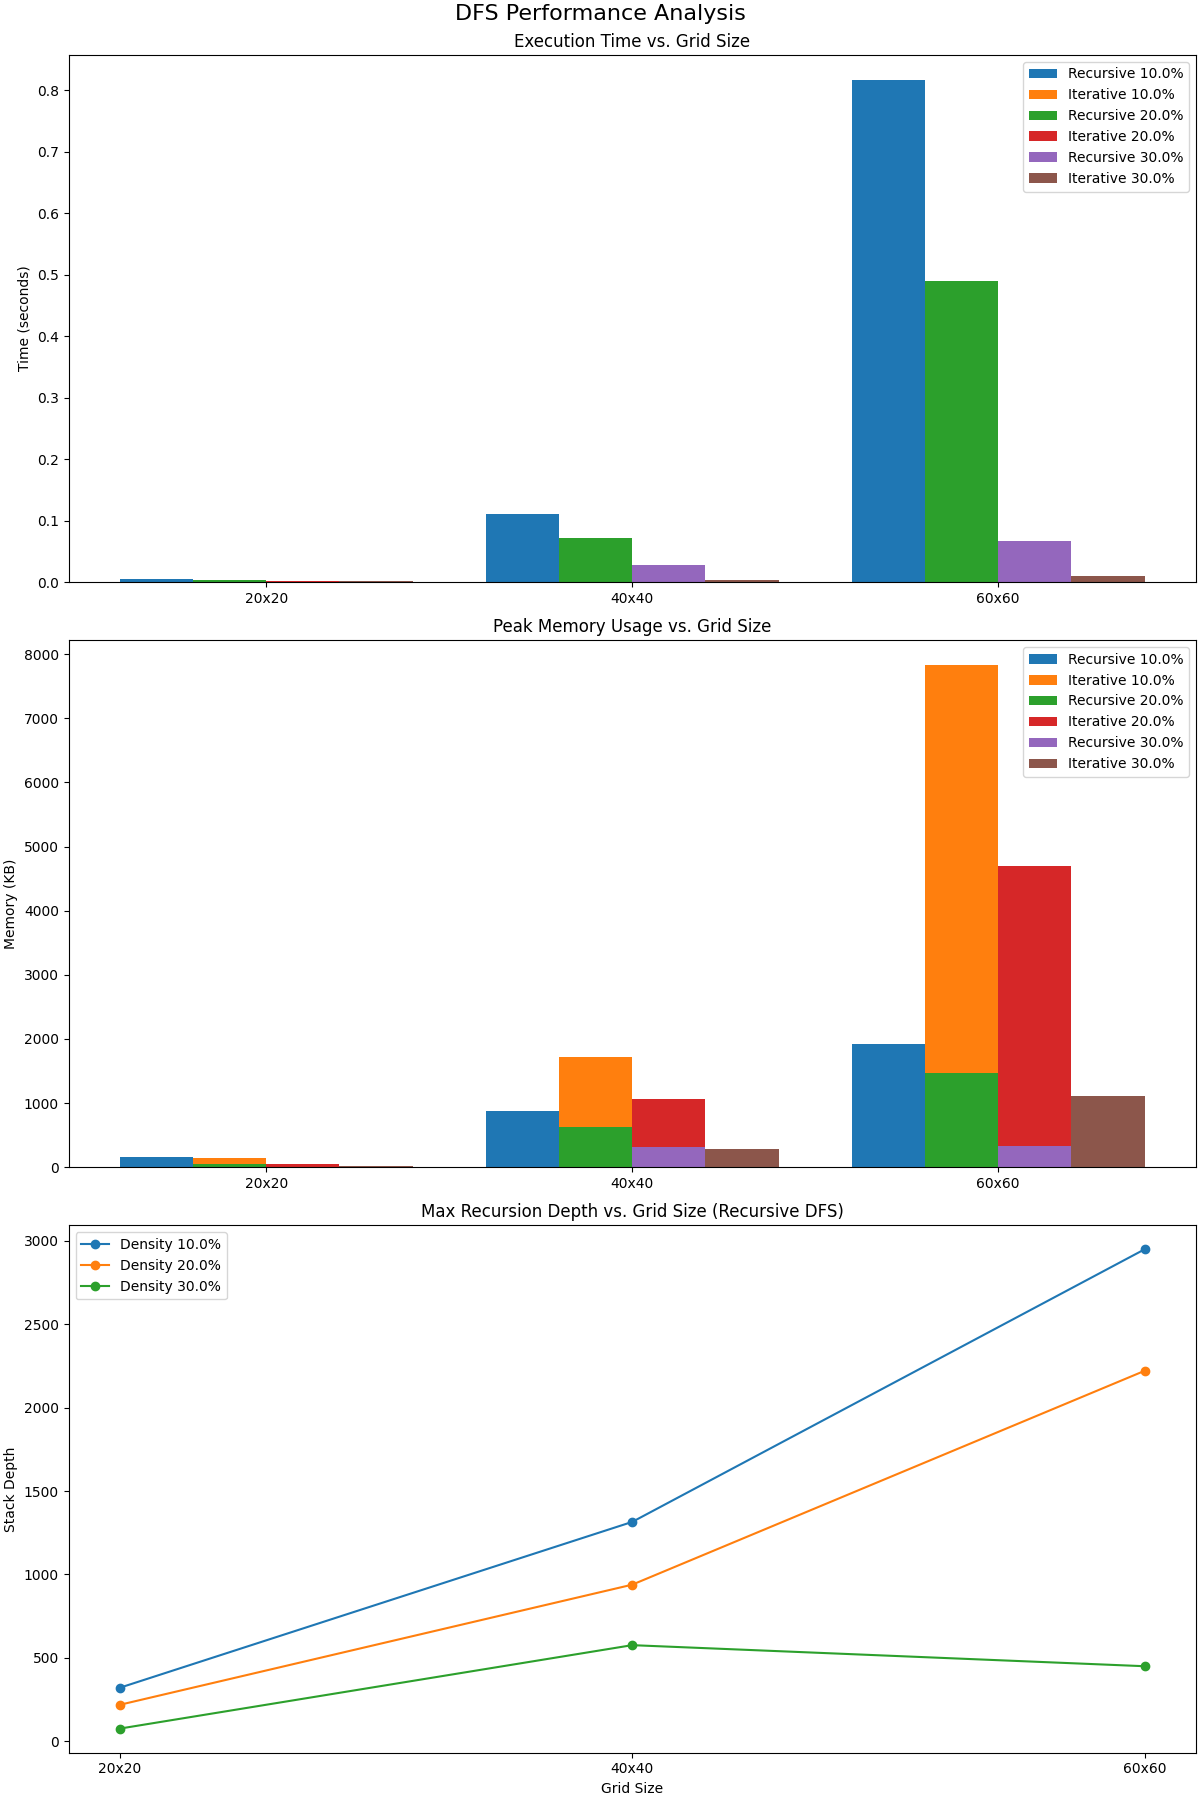 DFS Performance Analysis
Execution Time vs. Grid Size
Time (seconds)
0.8
0.7
0.6
0.5
0.4
0.3
0.2
0.1
0.0
20x20
40x40
60x60
Recursive 10.0%
Iterative 10.0%
Recursive 20.0%
Iterative 20.0%
Recursive 30.0%
Iterative 30.0%
Peak Memory Usage vs. Grid Size
Memory (KB)
8000
7000
6000
5000
4000
3000
2000
1000
0
20x20
40x40
60x60
Recursive 10.0%
Iterative 10.0%
Recursive 20.0%
Iterative 20.0%
Recursive 30.0%
Iterative 30.0%
Max Recursion Depth vs. Grid Size (Recursive DFS)
Stack Depth
3000
2500
2000
1500
1000
500
0
Density 10.0%
Density 20.0%
Density 30.0%
20x20
40x40
60x60
Grid Size